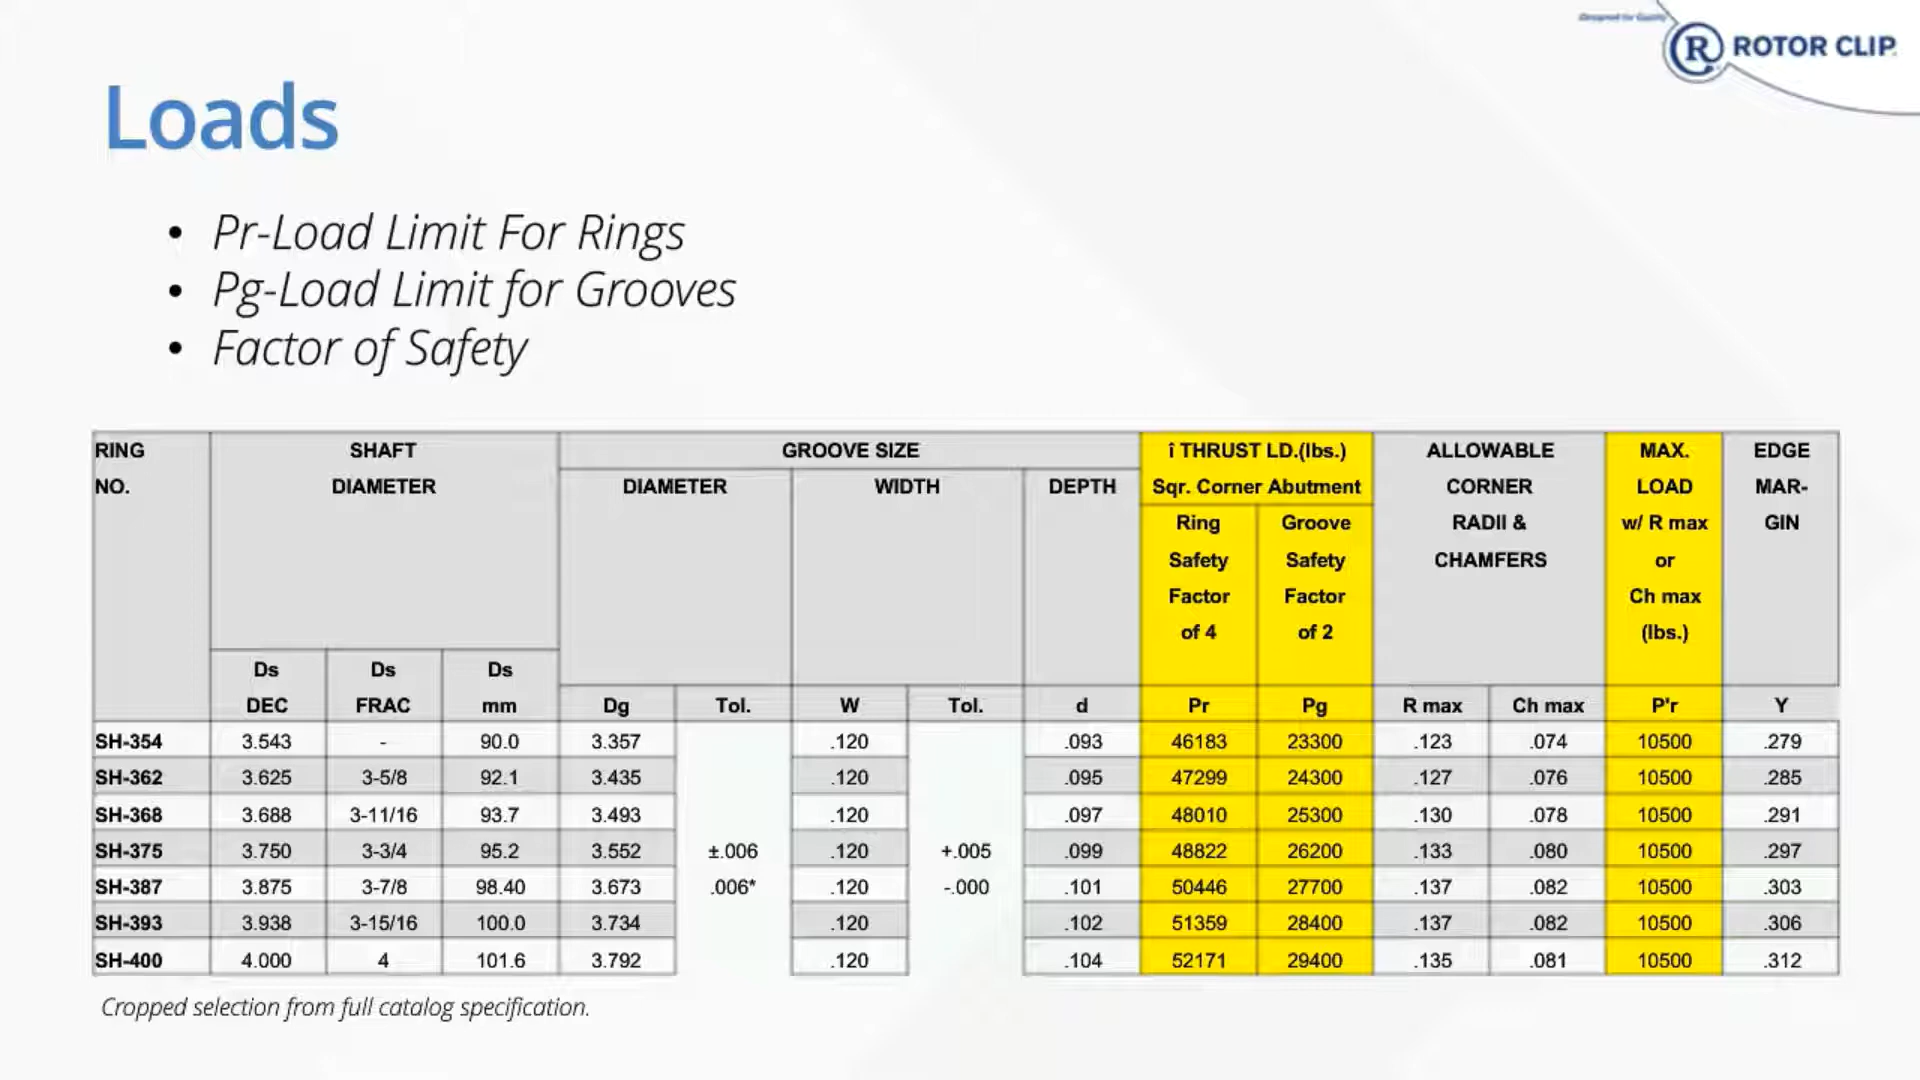 Designed for Quality
ROTOR CLIP
Loads
• Pr-Load Limit For Rings
• Pg-Load Limit for Grooves
• Factor of Safety
RING NO. SHAFT DIAMETER GROOVE SIZE î THRUST LD.(lbs.) Sqr. Corner Abutment ALLOWABLE CORNER RADII & CHAMFERS MAX. LOAD w/ R max or Ch max (lbs.) EDGE MAR- GIN
DIAMETER WIDTH DEPTH Ring Safety Factor of 4 Groove Safety Factor of 2
Ds DEC Ds FRAC Ds mm Dg Tol. W Tol. d Pr Pg R max Ch max P'r Y
SH-354 3.543 - 90.0 3.357 .120 .093 46183 23300 .123 .074 10500 .279
SH-362 3.625 3-5/8 92.1 3.435 .120 .095 47299 24300 .127 .076 10500 .285
SH-368 3.688 3-11/16 93.7 3.493 .120 .097 48010 25300 .130 .078 10500 .291
SH-375 3.750 3-3/4 95.2 3.552 ±.006 .120 +.005 .099 48822 26200 .133 .080 10500 .297
SH-387 3.875 3-7/8 98.40 3.673 .006* .120 -.000 .101 50446 27700 .137 .082 10500 .303
SH-393 3.938 3-15/16 100.0 3.734 .120 .102 51359 28400 .137 .082 10500 .306
SH-400 4.000 4 101.6 3.792 .120 .104 52171 29400 .135 .081 10500 .312
Cropped selection from full catalog specification.